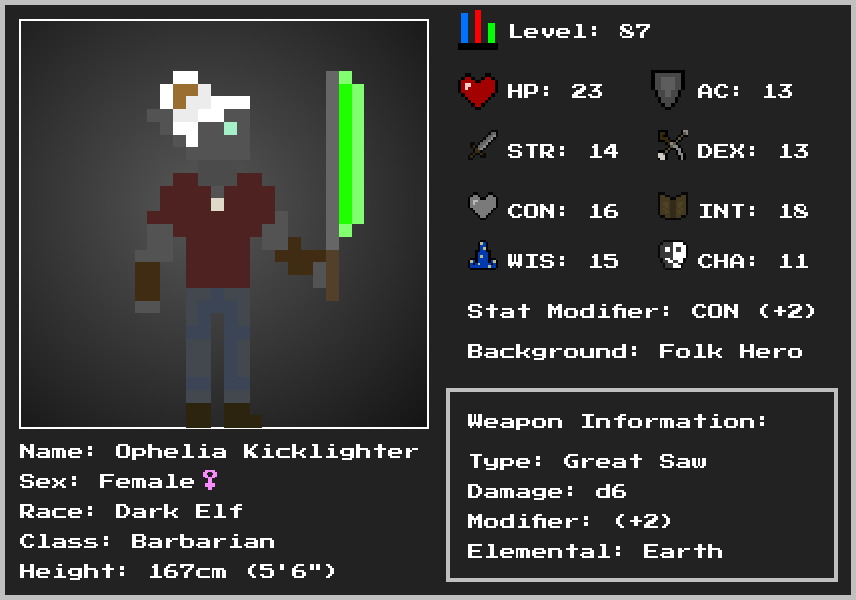 Level: 87
HP: 23 AC: 13
STR: 14 DEX: 13
CON: 16 INT: 18
WIS: 15 CHA: 11
Stat Modifier: CON (+2)
Background: Folk Hero
Weapon Information:
Type: Great Saw
Damage: d6
Modifier: (+2)
Elemental: Earth
Name: Ophelia Kicklighter
Sex: Female♀
Race: Dark Elf
Class: Barbarian
Height: 167cm (5'6")